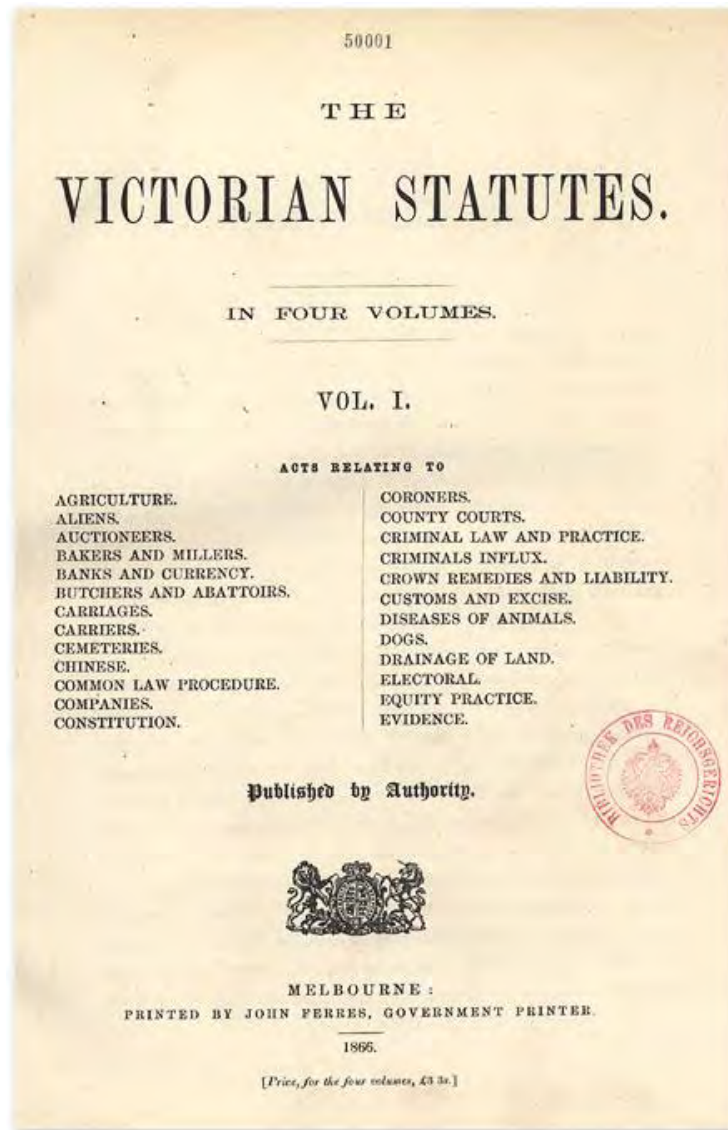 50001
THE
VICTORIAN STATUTES.
IN FOUR VOLUMES.
VOL. I.
ACTS RELATING TO
AGRICULTURE.
ALIENS.
AUCTIONEERS.
BAKERS AND MILLERS.
BANKS AND CURRENCY.
BUTCHERS AND ABATTOIRS.
CARRIAGES.
CARRIERS.
CEMETERIES.
CHINESE.
COMMON LAW PROCEDURE.
COMPANIES.
CONSTITUTION.
CORONERS.
COUNTY COURTS.
CRIMINAL LAW AND PRACTICE.
CRIMINALS INFLUX.
CROWN REMEDIES AND LIABILITY.
CUSTOMS AND EXCISE.
DISEASES OF ANIMALS.
DOGS.
DRAINAGE OF LAND.
ELECTORAL.
EQUITY PRACTICE.
EVIDENCE.
BIBLIOTHEK DES REICHSGERICHTS
Published by Authority.
MELBOURNE:
PRINTED BY JOHN FERRES, GOVERNMENT PRINTER.
1866.
[Price, for the four volumes, £3 3s.]